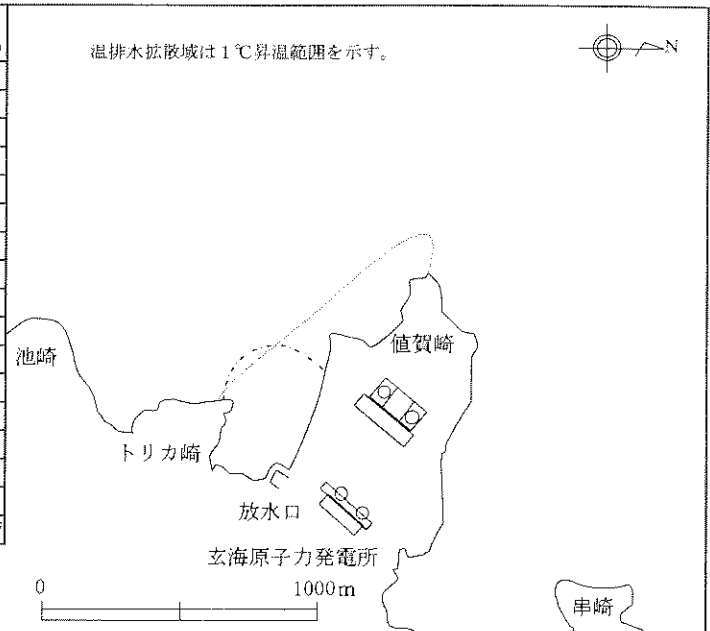 温排水拡散域は1℃昇温範囲を示す。
N
池崎
値賀崎
トリカ崎
放水口
玄海原子力発電所
0 1000m
串崎